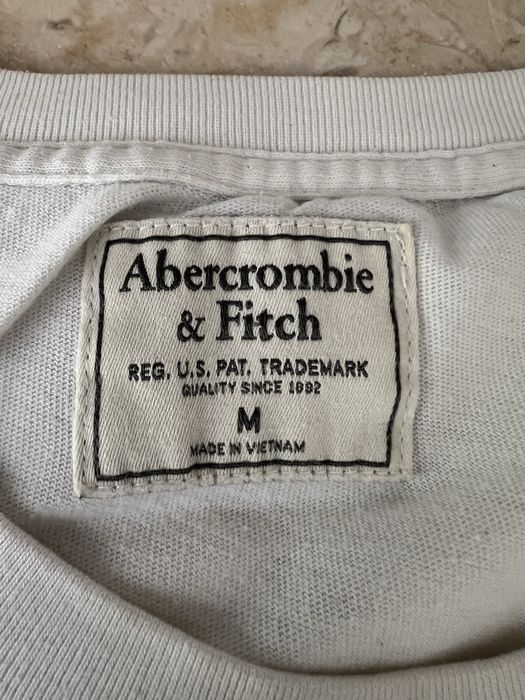 Abercrombie
& Fitch
REG. U.S. PAT. TRADEMARK
QUALITY SINCE 1892
M
MADE IN VIETNAM